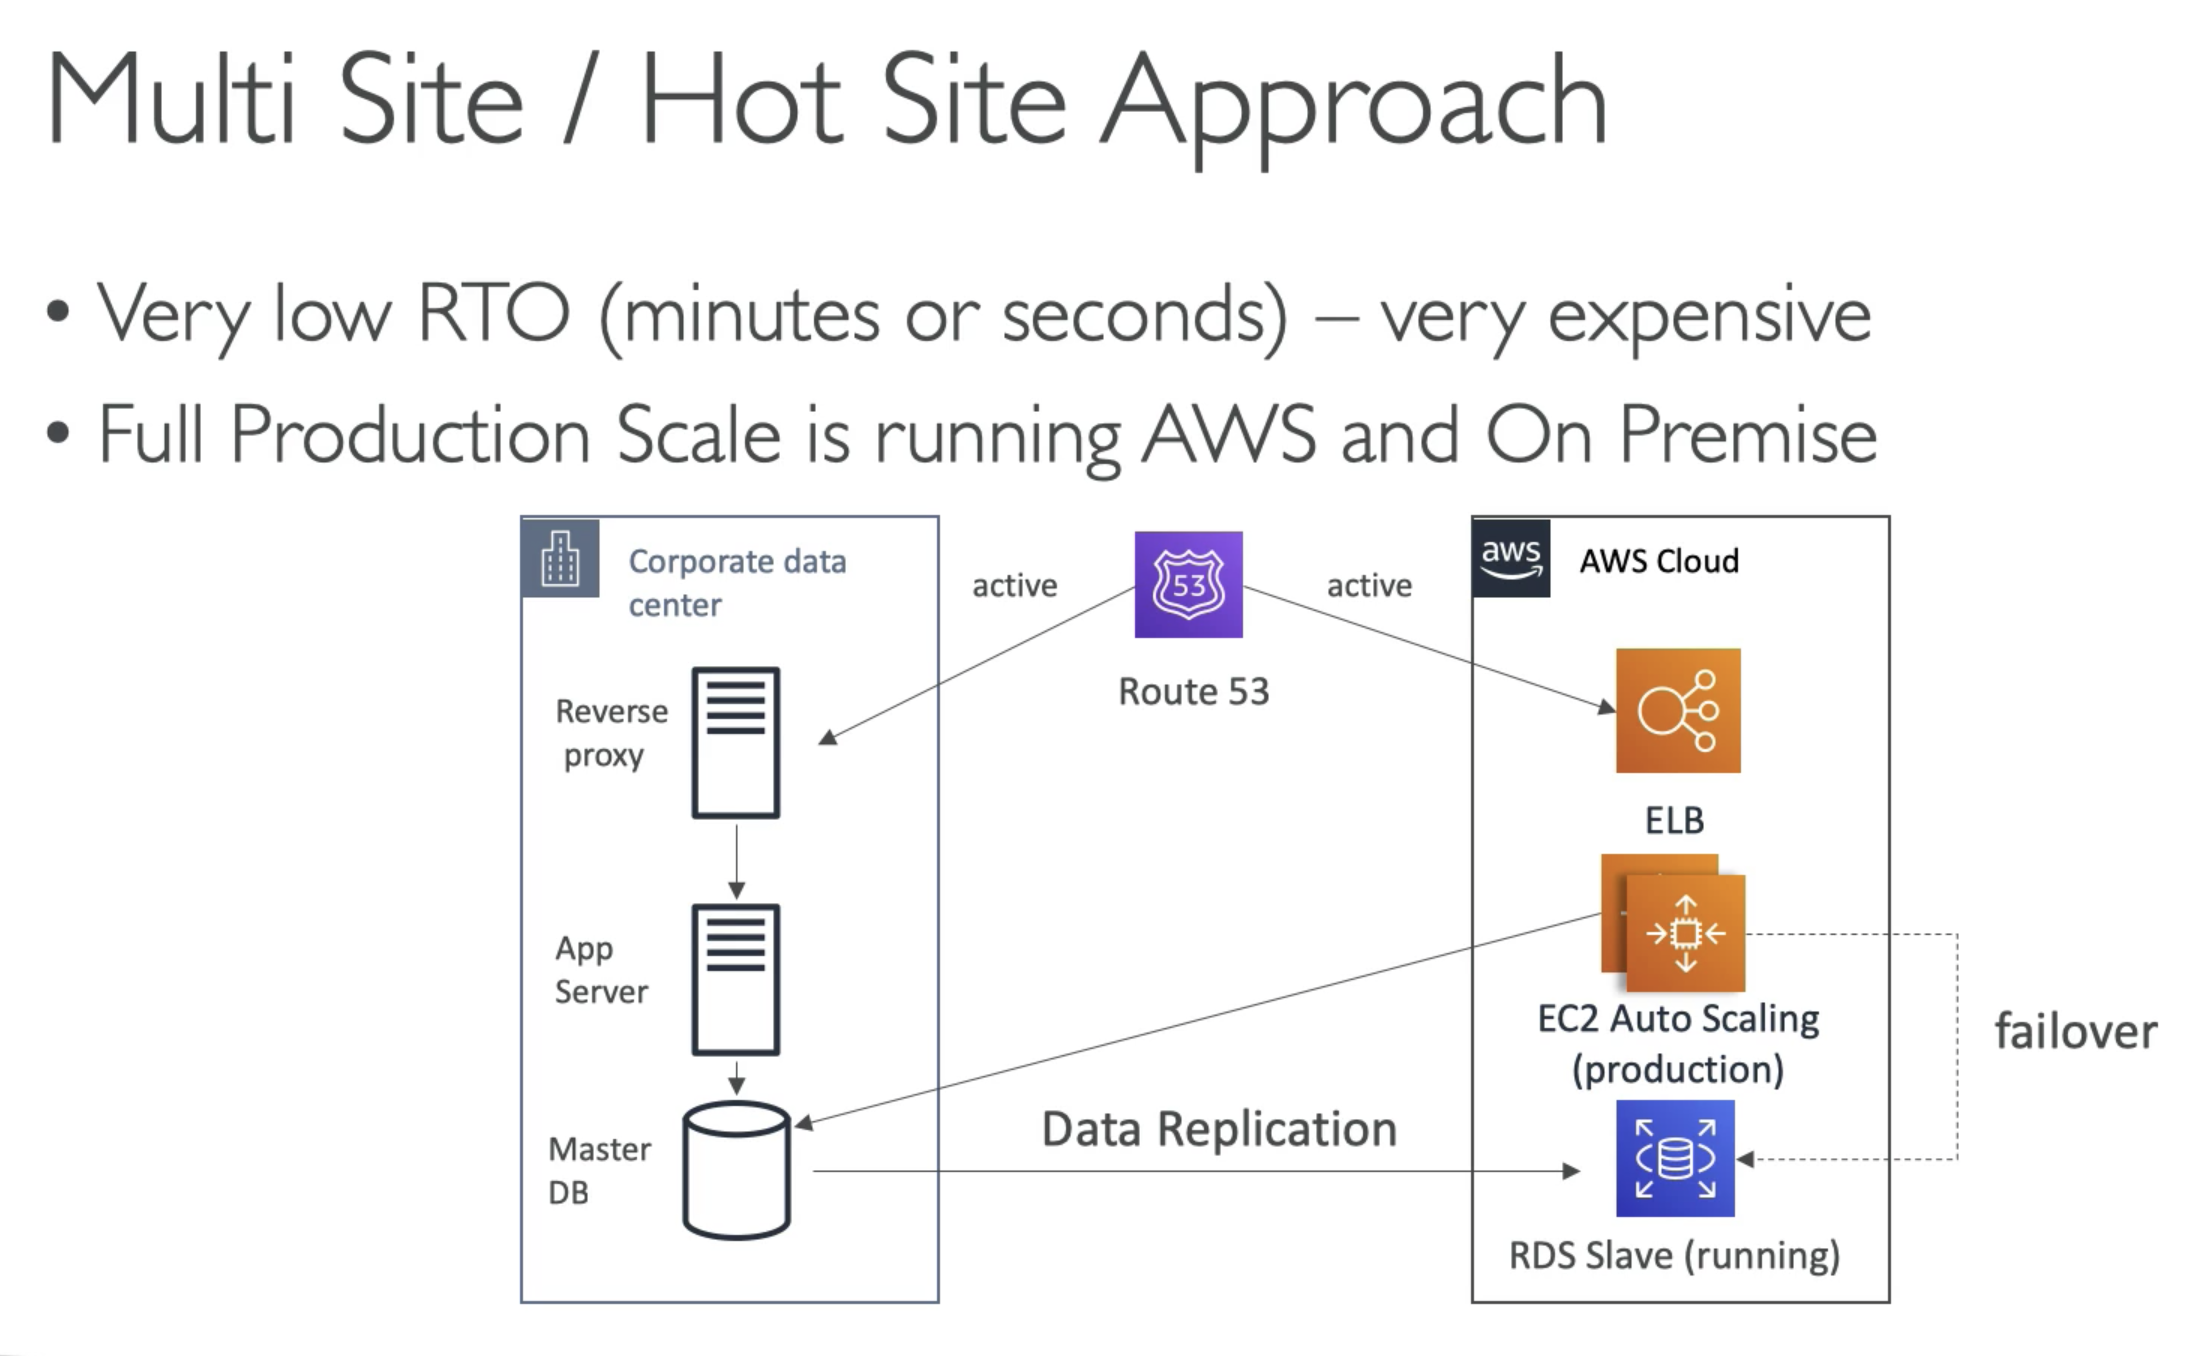 Multi Site / Hot Site Approach
• Very low RTO (minutes or seconds) – very expensive
• Full Production Scale is running AWS and On Premise
Corporate data
center
active
53
active
aws
AWS Cloud
Route 53
Reverse
proxy
ELB
App
Server
EC2 Auto Scaling
(production)
failover
Data Replication
Master
DB
RDS Slave (running)